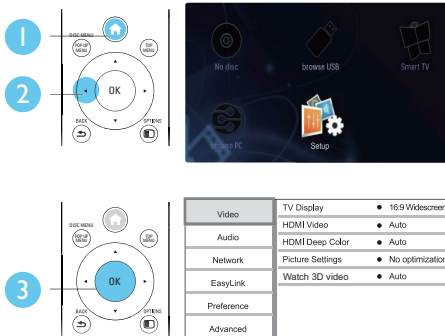 1
2
DISC MENU
POP-UP MENU
TOP MENU
OK
BACK
OPTIONS
No disc
browse USB
Smart TV
browse PC
Setup
3
DISC MENU
POP-UP MENU
TOP MENU
OK
BACK
OPTIONS
Video
Audio
Network
EasyLink
Preference
Advanced
TV Display • 16:9 Widescreen
HDMI Video • Auto
HDMI Deep Color • Auto
Picture Settings • No optimization
Watch 3D video • Auto